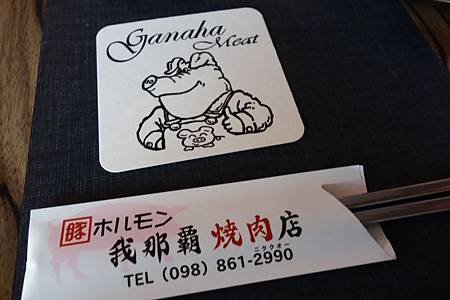 Ganaha
Meat
豚ホルモン
我那覇焼肉店
ニクウオー
TEL (098) 861-2990